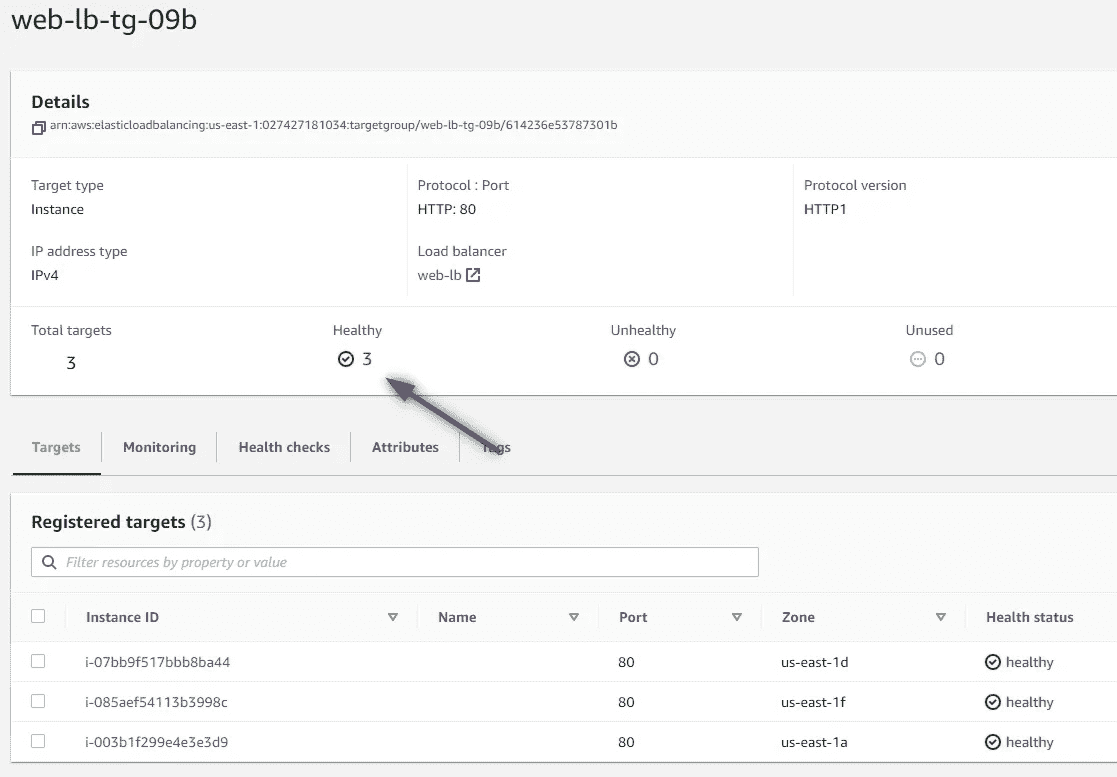 web-lb-tg-09b
Details
arn:aws:elasticloadbalancing:us-east-1:027427181034:targetgroup/web-lb-tg-09b/614236e53787301b
Target type
Protocol : Port
Protocol version
Instance
HTTP: 80
HTTP1
IP address type
Load balancer
IPv4
web-lb
Total targets
Healthy
Unhealthy
Unused
3
3
0
0
Targets
Monitoring
Health checks
Attributes
Tags
Registered targets (3)
Filter resources by property or value
Instance ID
Name
Port
Zone
Health status
i-07bb9f517bbb8ba44
80
us-east-1d
healthy
i-085aef54113b3998c
80
us-east-1f
healthy
i-003b1f299e4e3e3d9
80
us-east-1a
healthy